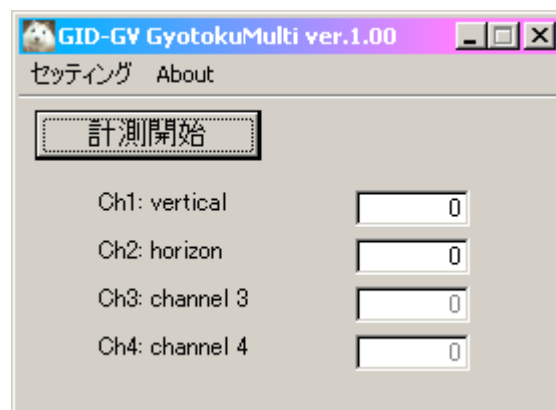 GID-GV GyotokuMulti ver.1.00
セッティング About
計測開始
Ch1: vertical 0
Ch2: horizon 0
Ch3: channel 3 0
Ch4: channel 4 0